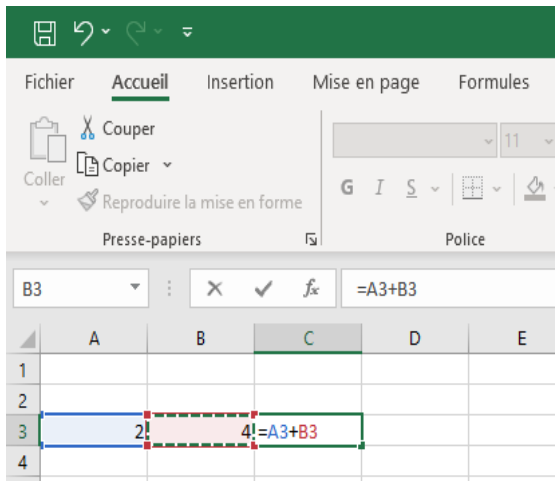 Fichier Accueil Insertion Mise en page Formules
Coller
Couper
Copier
Reproduire la mise en forme
Presse-papiers
11
G I S
Police
B3 fx =A3+B3
A B C D E
1
2
3 2 4 =A3+B3
4